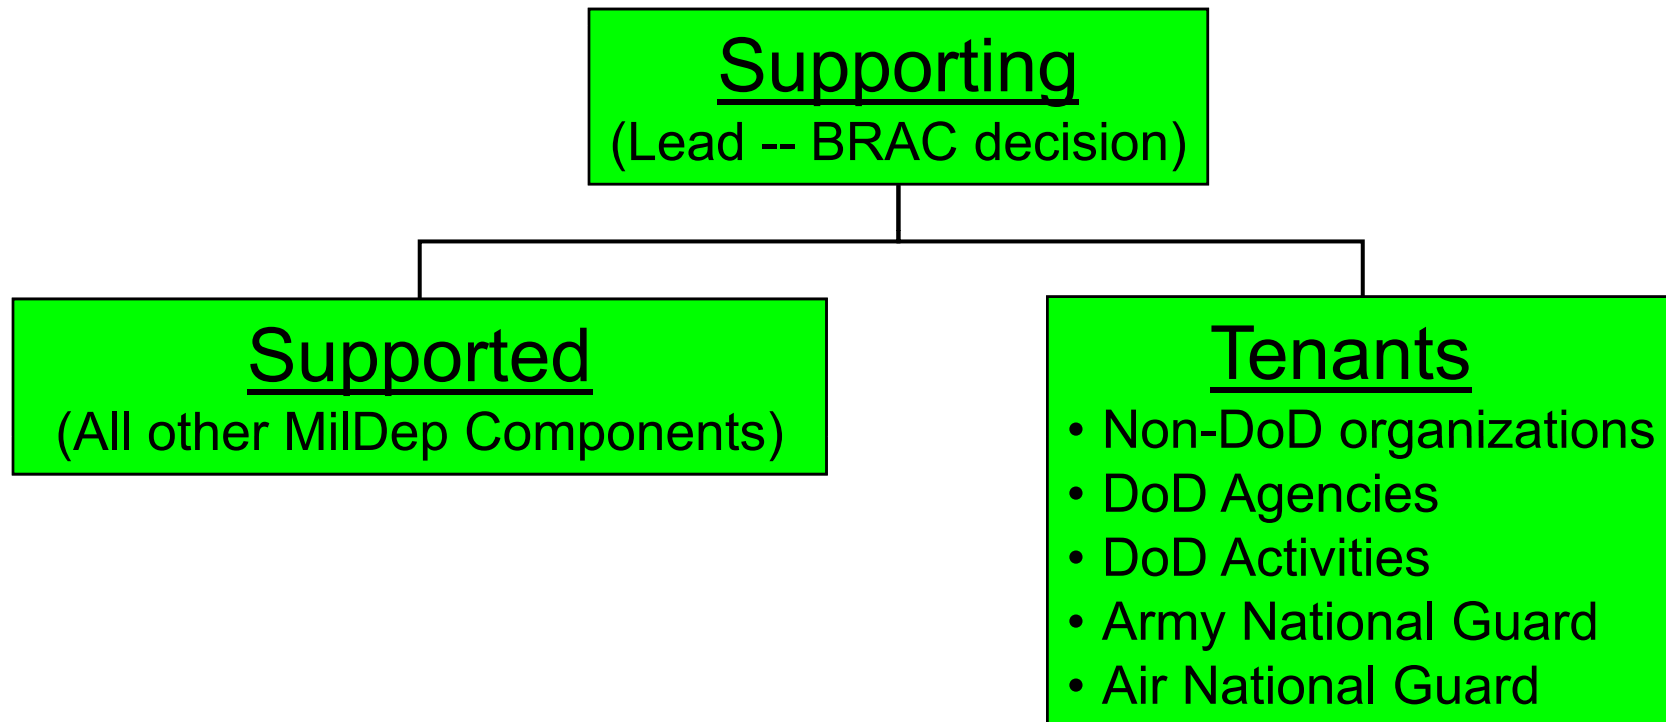 Supporting
(Lead -- BRAC decision)
Supported
(All other MilDep Components)
Tenants
• Non-DoD organizations
• DoD Agencies
• DoD Activities
• Army National Guard
• Air National Guard